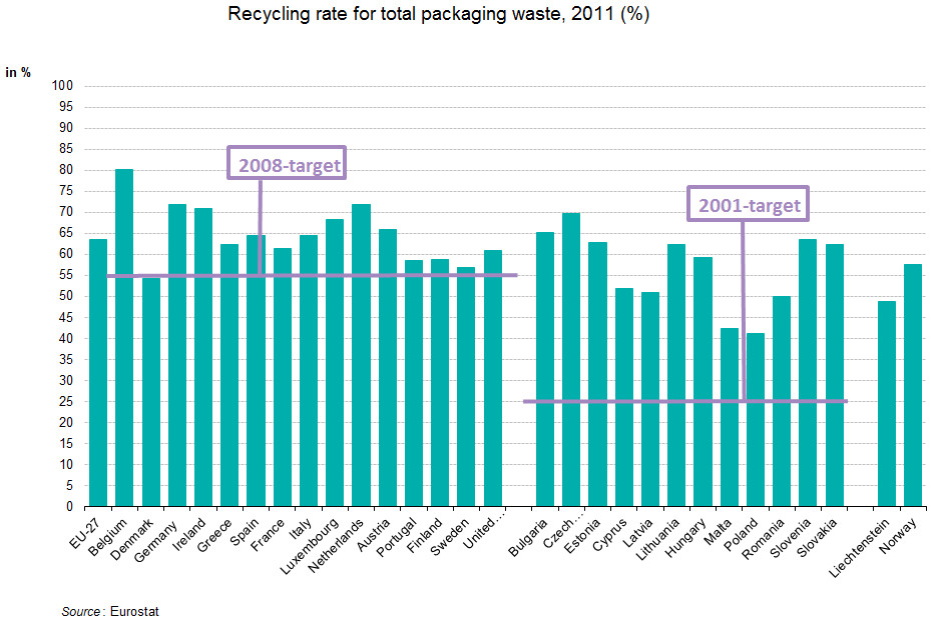 Recycling rate for total packaging waste, 2011 (%)
in %
100
95
90
85
80
75
70
65
60
55
50
45
40
35
30
25
20
15
10
5
0
2008-target
2001-target
EU-27
Belgium
Denmark
Germany
Ireland
Greece
Spain
France
Italy
Luxembourg
Netherlands
Austria
Portugal
Finland
Sweden
United...
Bulgaria
Czech...
Estonia
Cyprus
Latvia
Lithuania
Hungary
Malta
Poland
Romania
Slovenia
Slovakia
Liechtenstein
Norway
Source: Eurostat